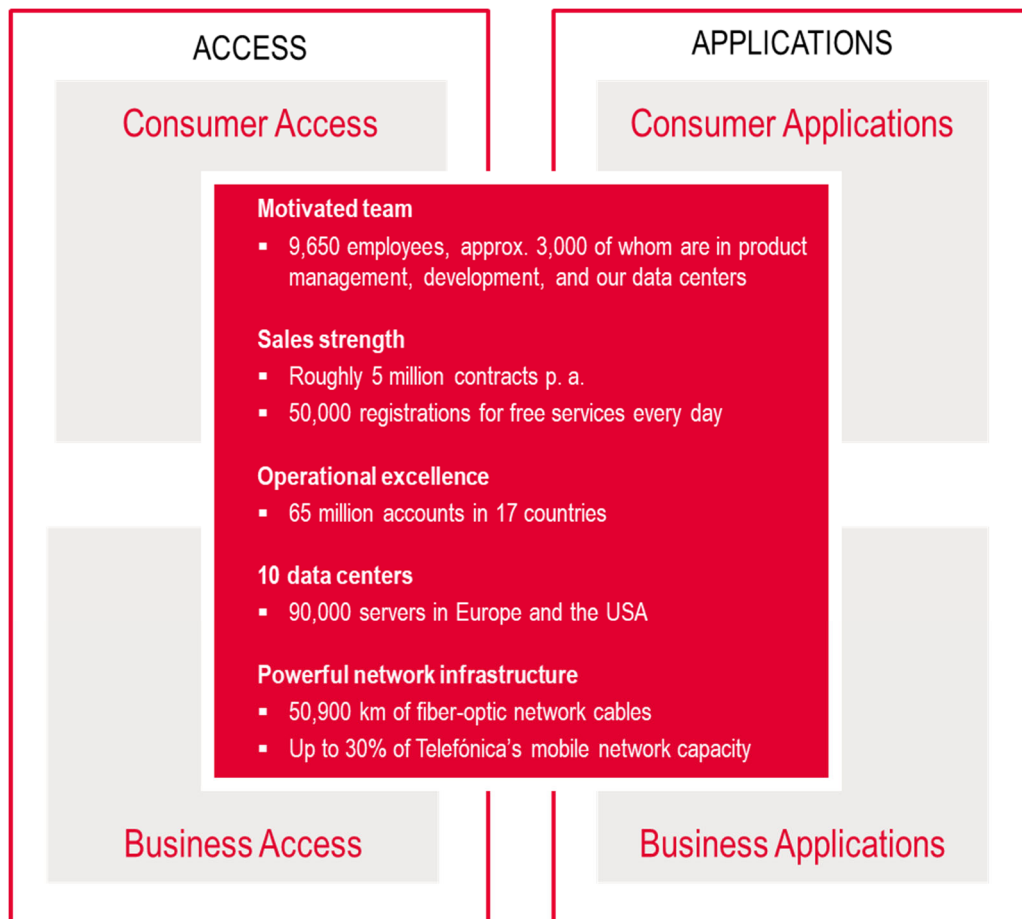 ACCESS
APPLICATIONS
Consumer Access
Consumer Applications
Motivated team
▪ 9,650 employees, approx. 3,000 of whom are in product
management, development, and our data centers
Sales strength
▪ Roughly 5 million contracts p. a.
▪ 50,000 registrations for free services every day
Operational excellence
▪ 65 million accounts in 17 countries
10 data centers
▪ 90,000 servers in Europe and the USA
Powerful network infrastructure
▪ 50,900 km of fiber-optic network cables
▪ Up to 30% of Telefónica’s mobile network capacity
Business Access
Business Applications